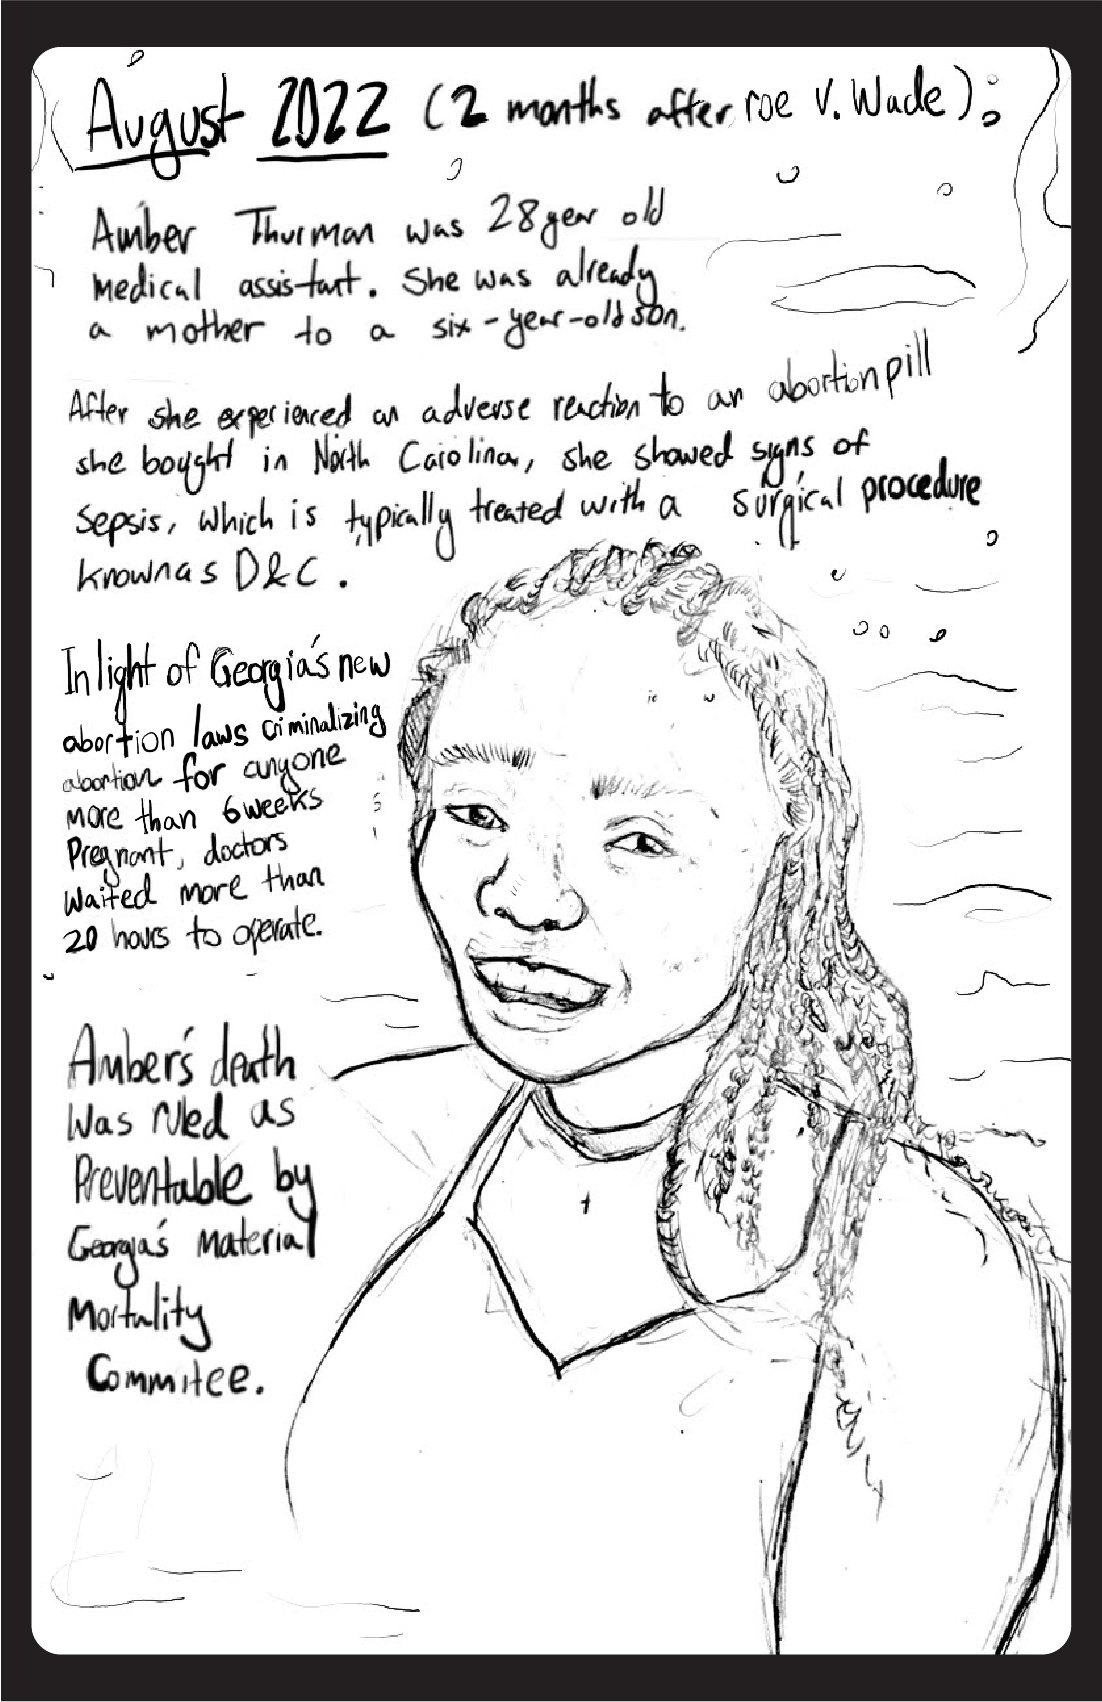 August 2022 (2 months after roe v. Wade):
Amber Thurman was 28 year old
medical assistant. She was already
a mother to a six-year-old son.
After she experienced an adverse reaction to an abortion pill
she bought in North Carolina, she showed signs of
sepsis, which is typically treated with a surgical procedure
known as D&C.
In light of Georgia's new
abortion laws criminalizing
abortion for anyone
more than 6 weeks
Pregnant, doctors
waited more than
20 hours to operate.
Amber's death
was ruled as
Preventable by
Georgia's Material
Mortality
Commitee.